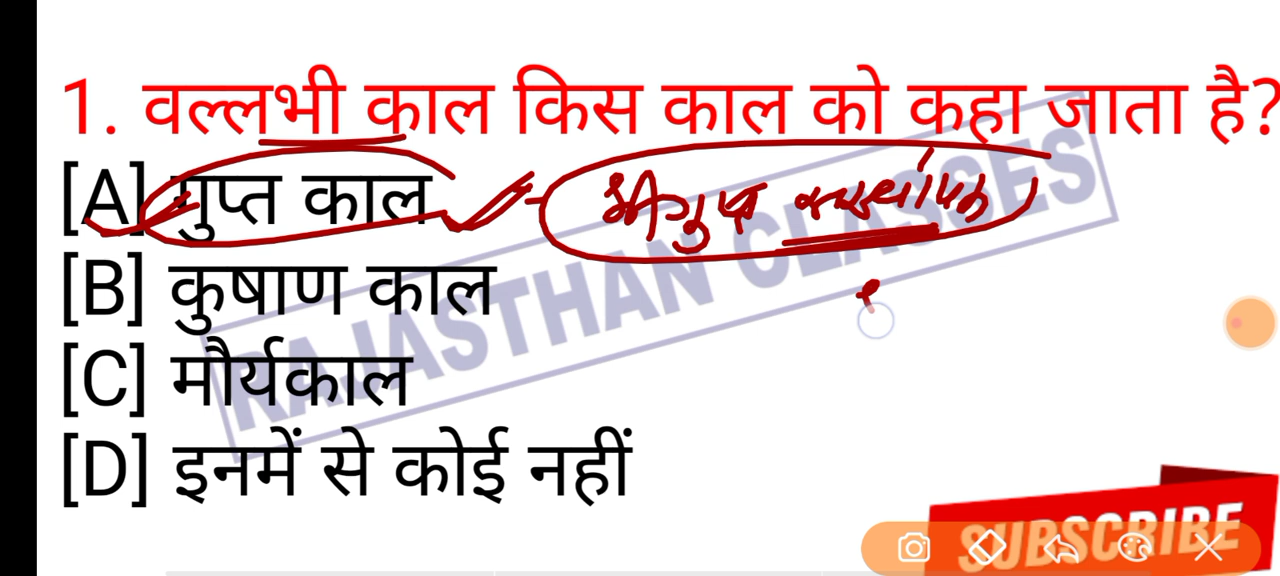 1. वल्लभी काल किस काल को कहा जाता है?
[A] गुप्त काल
श्रीगुप्त
[B] कुषाण काल
[C] मौर्यकाल
[D] इनमें से कोई नहीं
RAJASTHAN CLASSES
SUBSCRIBE